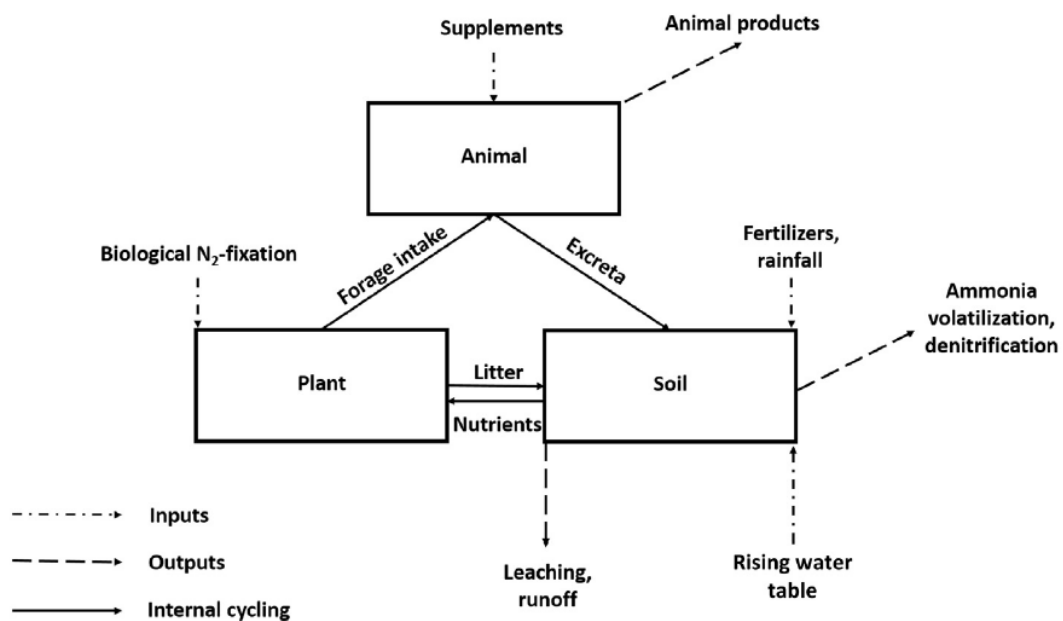 Supplements
Animal products
Animal
Biological N₂-fixation
Forage intake
Excreta
Fertilizers,
rainfall
Ammonia
volatilization,
denitrification
Plant
Litter
Nutrients
Soil
Inputs
Outputs
Internal cycling
Leaching,
runoff
Rising water
table